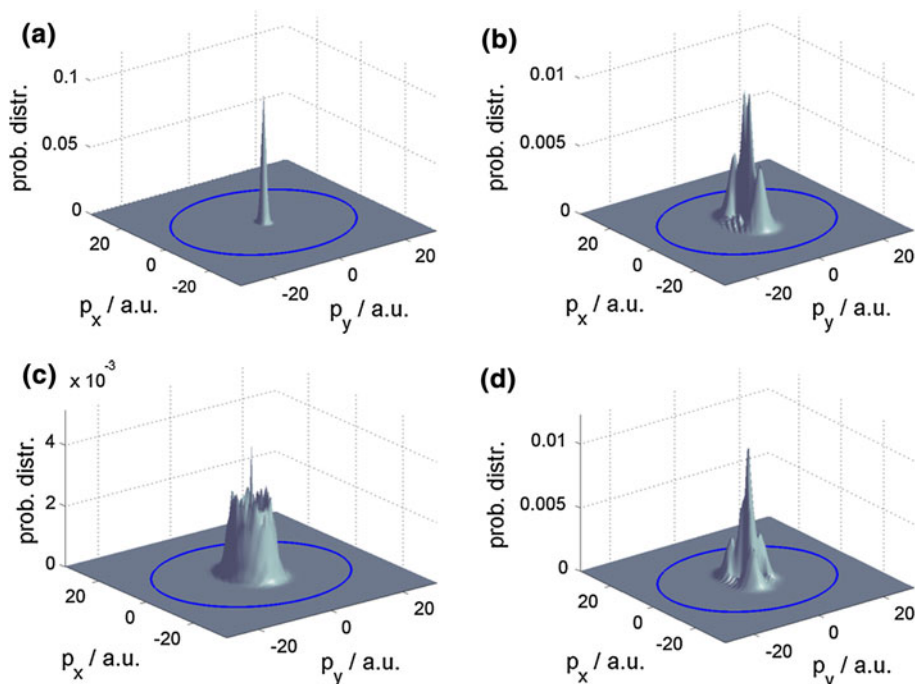 (a)
0.1
0.05
0
prob. distr.
20
0
-20
p_x / a.u.
-20
0
20
p_y / a.u.
(b)
0.01
0.005
0
prob. distr.
20
0
-20
p_x / a.u.
-20
0
20
p_y / a.u.
(c)
x 10^-3
4
2
0
prob. distr.
20
0
-20
p_x / a.u.
-20
0
20
p_y / a.u.
(d)
0.01
0.005
0
prob. distr.
20
0
-20
p_x / a.u.
-20
0
20
p_y / a.u.